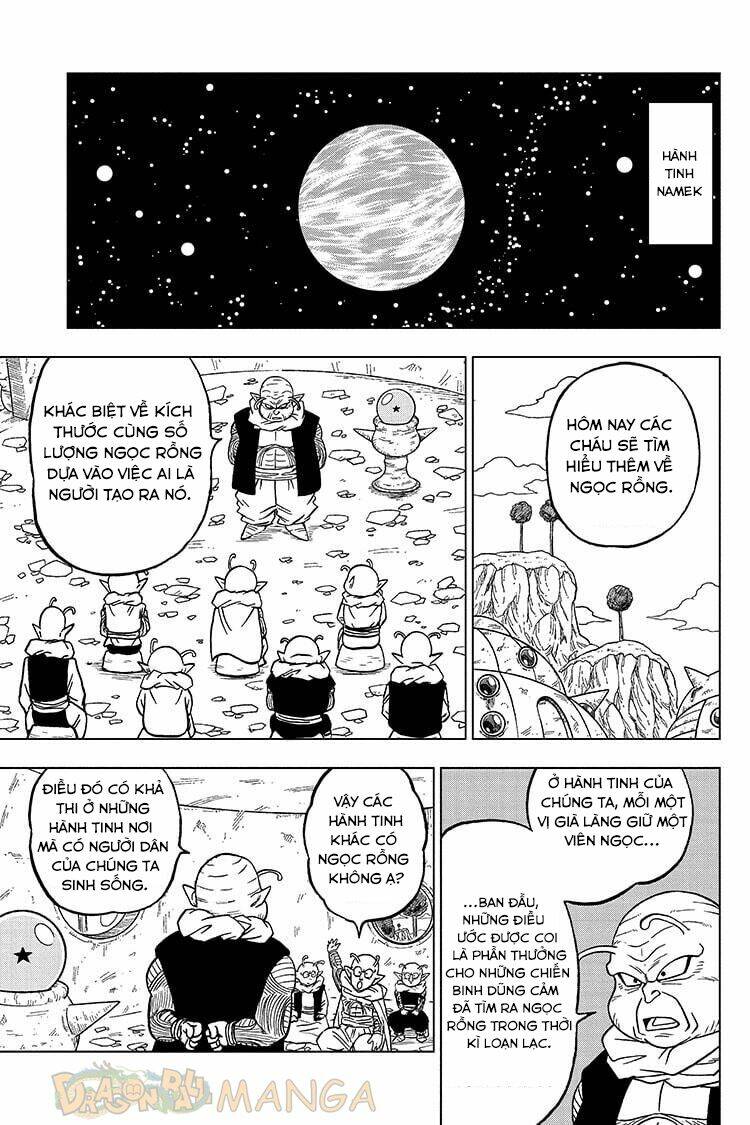 HÀNH
TINH
NAMEK
HÔM NAY CÁC
CHÁU SẼ TÌM
HIỂU THÊM VỀ
NGỌC RỒNG.
KHÁC BIỆT VỀ KÍCH
THƯỚC CÙNG SỐ
LƯỢNG NGỌC RỒNG
DỰA VÀO VIỆC AI LÀ
NGƯỜI TẠO RA NÓ.
Ở HÀNH TINH CỦA
CHÚNG TA, MỖI MỘT
VỊ GIÀ LÀNG GIỮ MỘT
VIÊN NGỌC...
...BAN ĐẦU,
NHỮNG ĐIỀU
ƯỚC ĐƯỢC COI
LÀ PHẦN THƯỞNG
CHO NHỮNG CHIẾN
BINH DŨNG CẢM
ĐÃ TÌM RA NGỌC
RỒNG TRONG THỜI
KÌ LOẠN LẠC.
VẬY CÁC
HÀNH TINH
KHÁC CÓ
NGỌC RỒNG
KHÔNG Ạ?
ĐIỀU ĐÓ CÓ KHẢ
THI Ở NHỮNG
HÀNH TINH NƠI
MÀ CÓ NGƯỜI DÂN
CỦA CHÚNG TA
SINH SỐNG.
DRAGON BALL MANGA